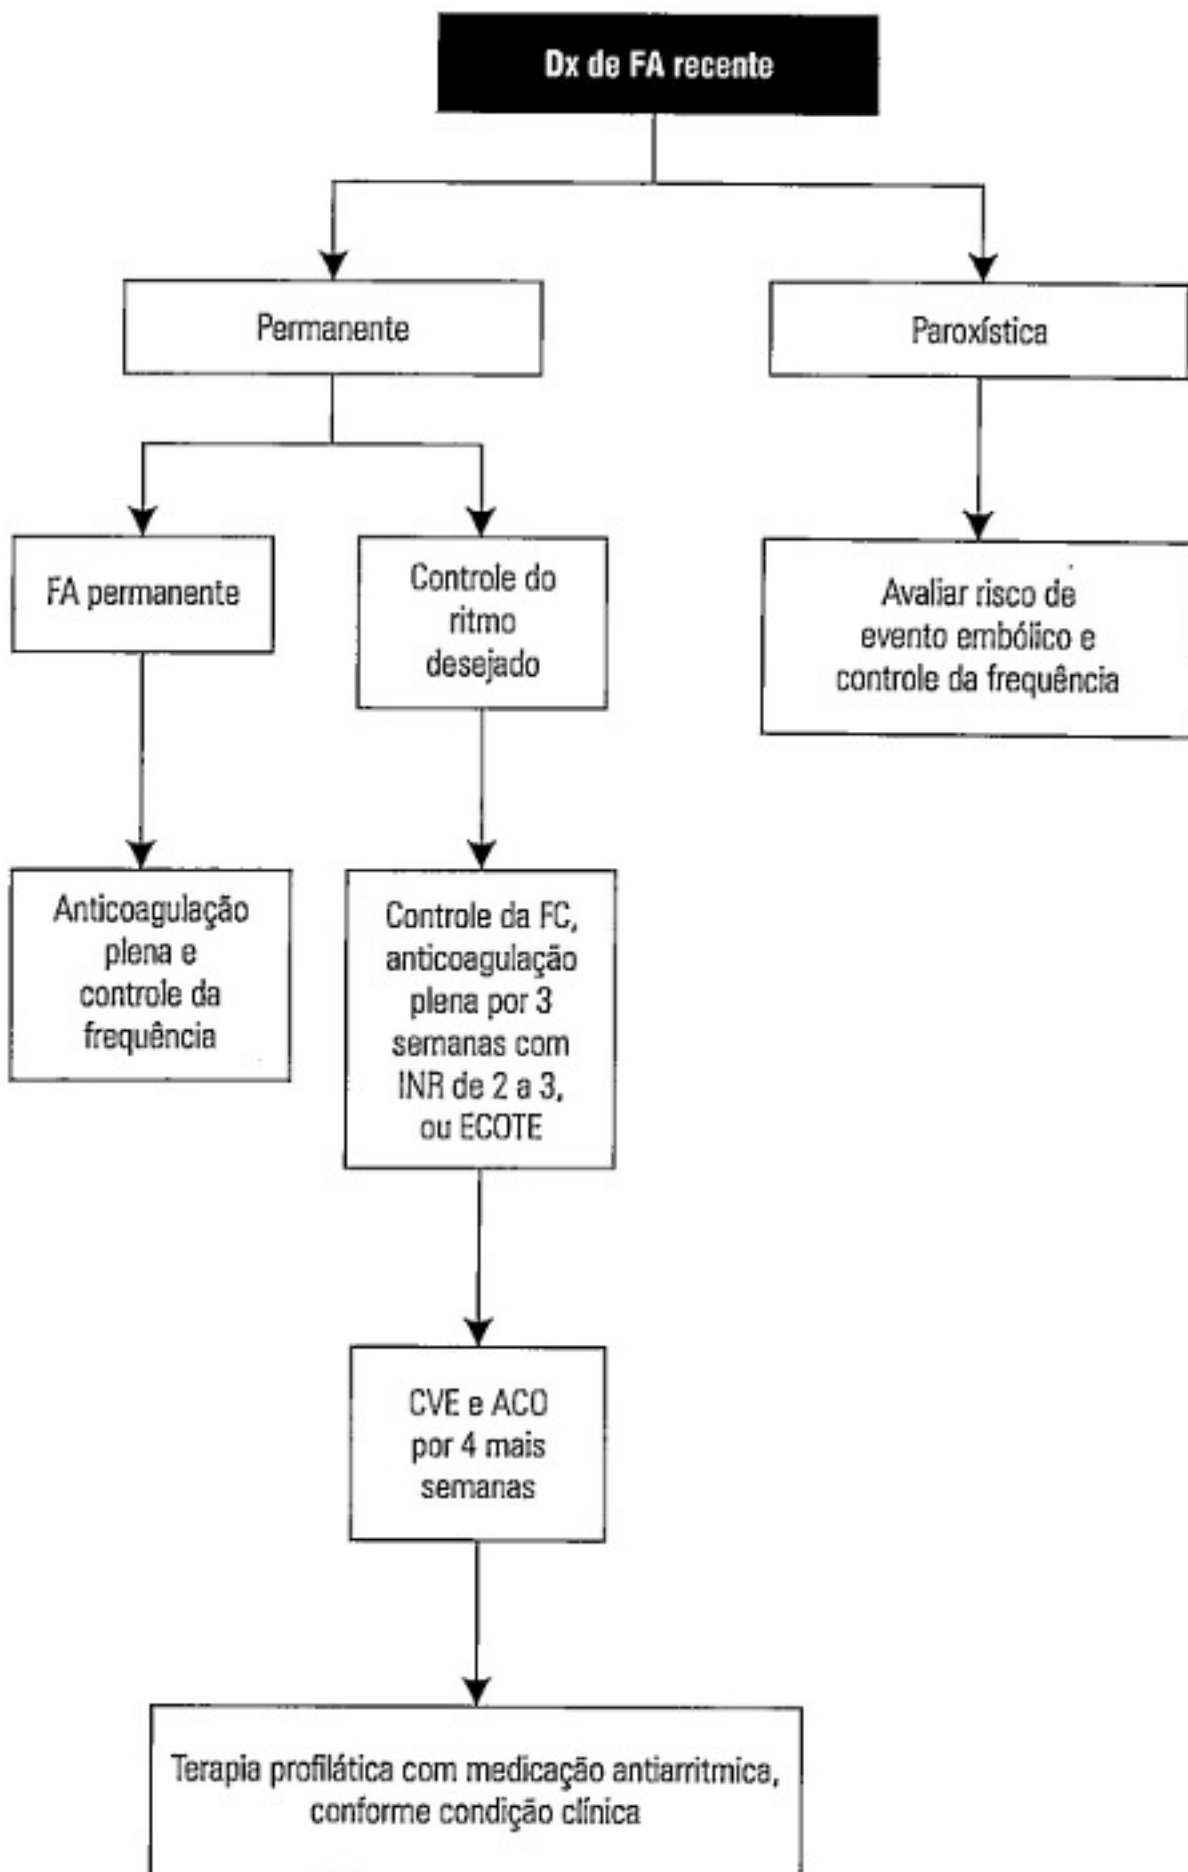 Dx de FA recente
Permanente
Paroxística
FA permanente
Controle do
ritmo
desejado
Avaliar risco de
evento embólico e
controle da frequência
Anticoagulação
plena e
controle da
frequência
Controle da FC,
anticoagulação
plena por 3
semanas com
INR de 2 a 3,
ou ECOTE
CVE e ACO
por 4 mais
semanas
Terapia profilática com medicação antiarritmica,
conforme condição clínica